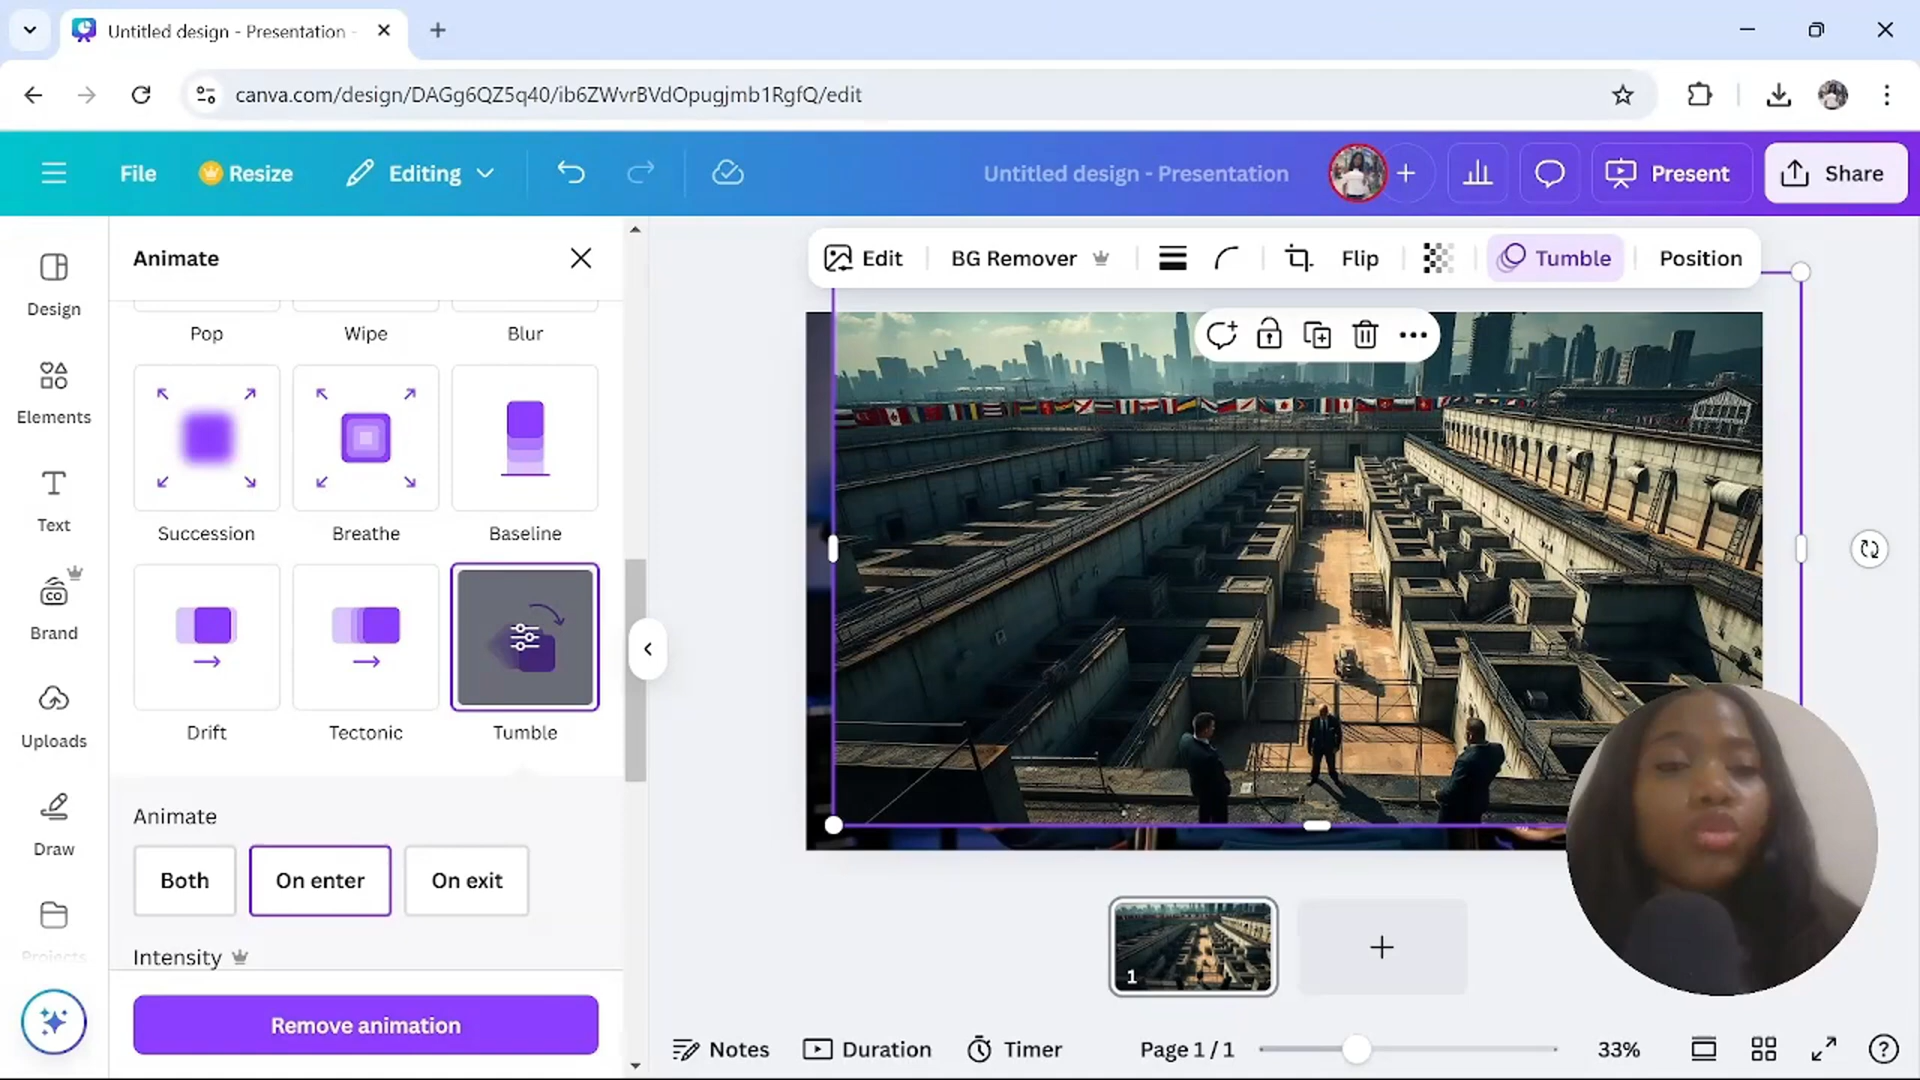 Untitled design - Presentation -
canva.com/design/DAGg6QZ5q40/ib6ZWvrBVdOpugjmb1RgfQ/edit
File
Resize
Editing
Untitled design - Presentation
Present
Share
Design
Elements
Text
CO
Brand
Uploads
Draw
Projects
Animate
Pop
Wipe
Blur
Succession
Breathe
Baseline
Drift
Tectonic
Tumble
Animate
Both
On enter
On exit
Intensity
Remove animation
Edit
BG Remover
Flip
Tumble
Position
1
Notes
Duration
Timer
Page 1 / 1
33%